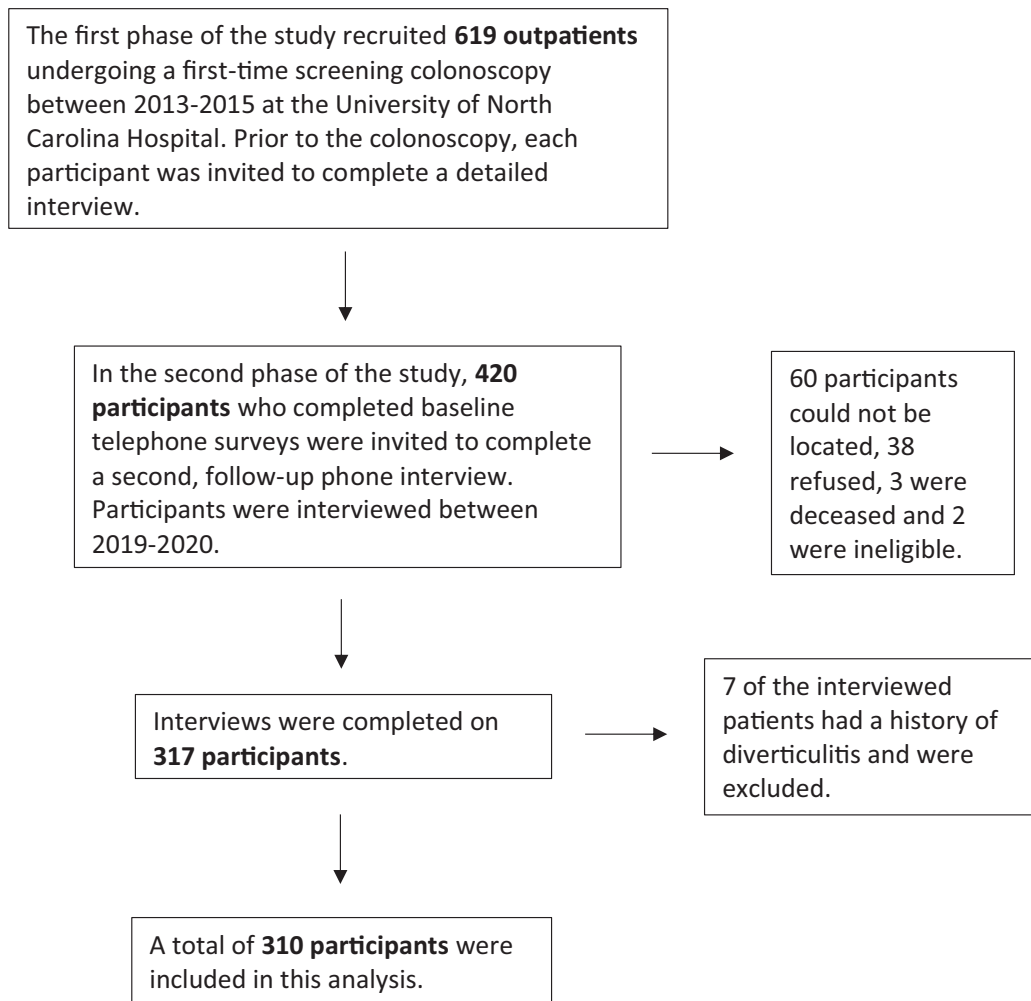 The first phase of the study recruited 619 outpatients
undergoing a first-time screening colonoscopy
between 2013-2015 at the University of North
Carolina Hospital. Prior to the colonoscopy, each
participant was invited to complete a detailed
interview.
In the second phase of the study, 420
participants who completed baseline
telephone surveys were invited to complete
a second, follow-up phone interview.
Participants were interviewed between
2019-2020.
60 participants
could not be
located, 38
refused, 3 were
deceased and 2
were ineligible.
Interviews were completed on
317 participants.
7 of the interviewed
patients had a history of
diverticulitis and were
excluded.
A total of 310 participants were
included in this analysis.